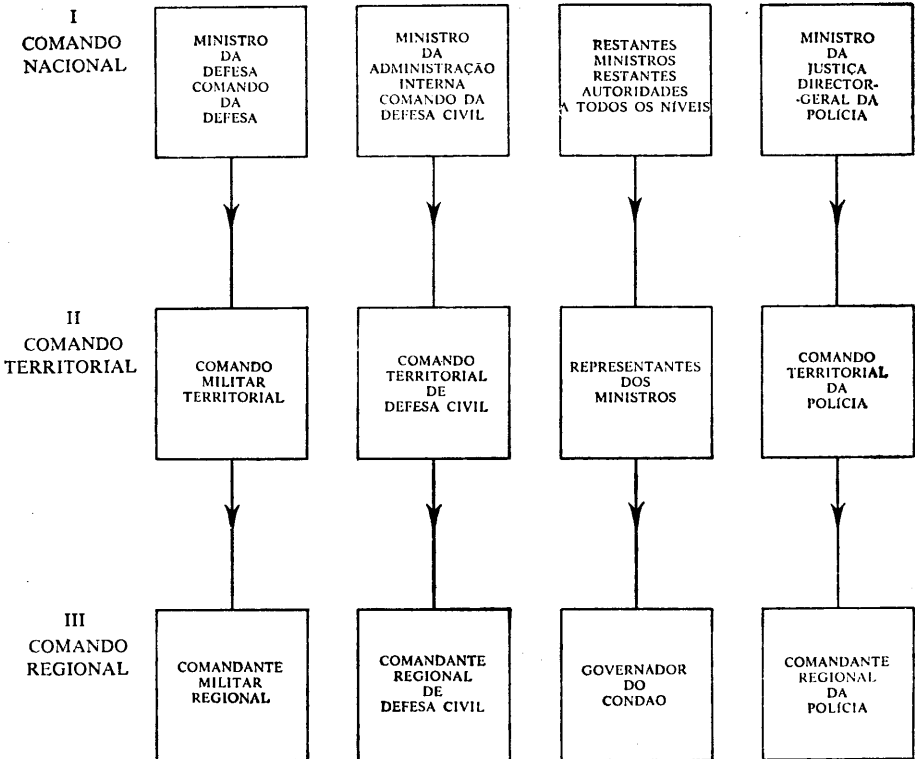 I
COMANDO
NACIONAL
MINISTRO
DA
DEFESA
COMANDO
DA
DEFESA
MINISTRO
DA
ADMINISTRAÇÃO
INTERNA
COMANDO DA
DEFESA CIVIL
RESTANTES
MINISTROS
RESTANTES
AUTORIDADES
A TODOS OS NÍVEIS
MINISTRO
DA
JUSTIÇA
DIRECTOR-
-GERAL DA
POLÍCIA
II
COMANDO
TERRITORIAL
COMANDO
MILITAR
TERRITORIAL
COMANDO
TERRITORIAL
DE
DEFESA CIVIL
REPRESENTANTES
DOS
MINISTROS
COMANDO
TERRITORIAL
DA
POLÍCIA
III
COMANDO
REGIONAL
COMANDANTE
MILITAR
REGIONAL
COMANDANTE
REGIONAL
DE
DEFESA CIVIL
GOVERNADOR
DO
CONDAO
COMANDANTE
REGIONAL
DA
POLÍCIA